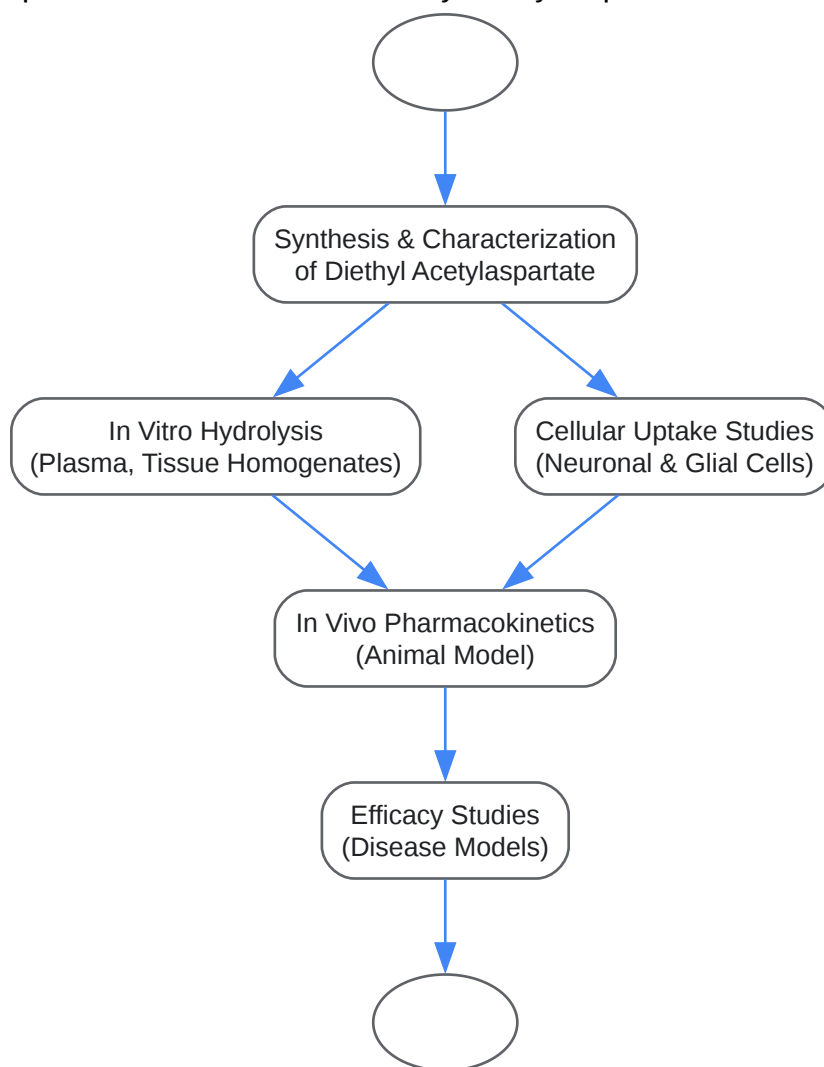 Synthesis & Characterization
of Diethyl Acetylaspartate
In Vitro Hydrolysis
(Plasma, Tissue Homogenates)
Cellular Uptake Studies
(Neuronal & Glial Cells)
In Vivo Pharmacokinetics
(Animal Model)
Efficacy Studies
(Disease Models)